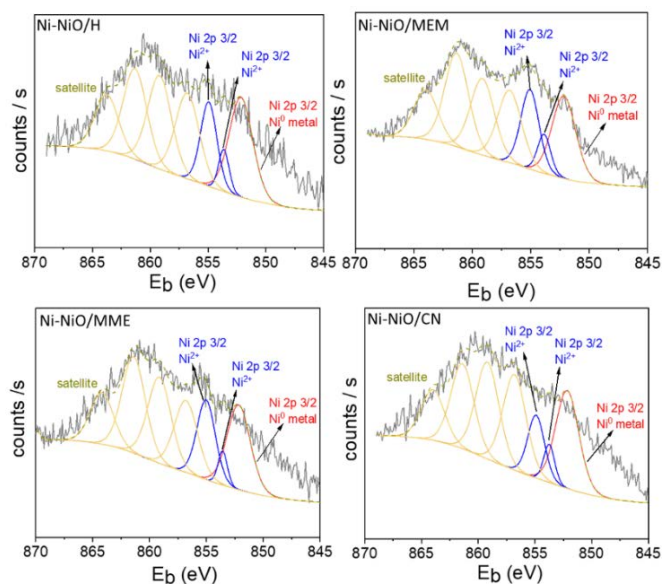 Ni-NiO/H
counts / s
satellite
Ni 2p 3/2
Ni²⁺
Ni 2p 3/2
Ni²⁺
Ni 2p 3/2
Ni⁰ metal
870 865 860 855 850 845
E_b (eV)
Ni-NiO/MEM
counts / s
satellite
Ni 2p 3/2
Ni²⁺
Ni 2p 3/2
Ni²⁺
Ni 2p 3/2
Ni⁰ metal
870 865 860 855 850 845
E_b (eV)
Ni-NiO/MME
counts /s
satellite
Ni 2p 3/2
Ni²⁺
Ni 2p 3/2
Ni²⁺
Ni 2p 3/2
Ni⁰ metal
870 865 860 855 850 845
E_b (eV)
Ni-NiO/CN
counts / s
satellite
Ni 2p 3/2
Ni²⁺
Ni 2p 3/2
Ni²⁺
Ni 2p 3/2
Ni⁰ metal
870 865 860 855 850 845
E_b (eV)